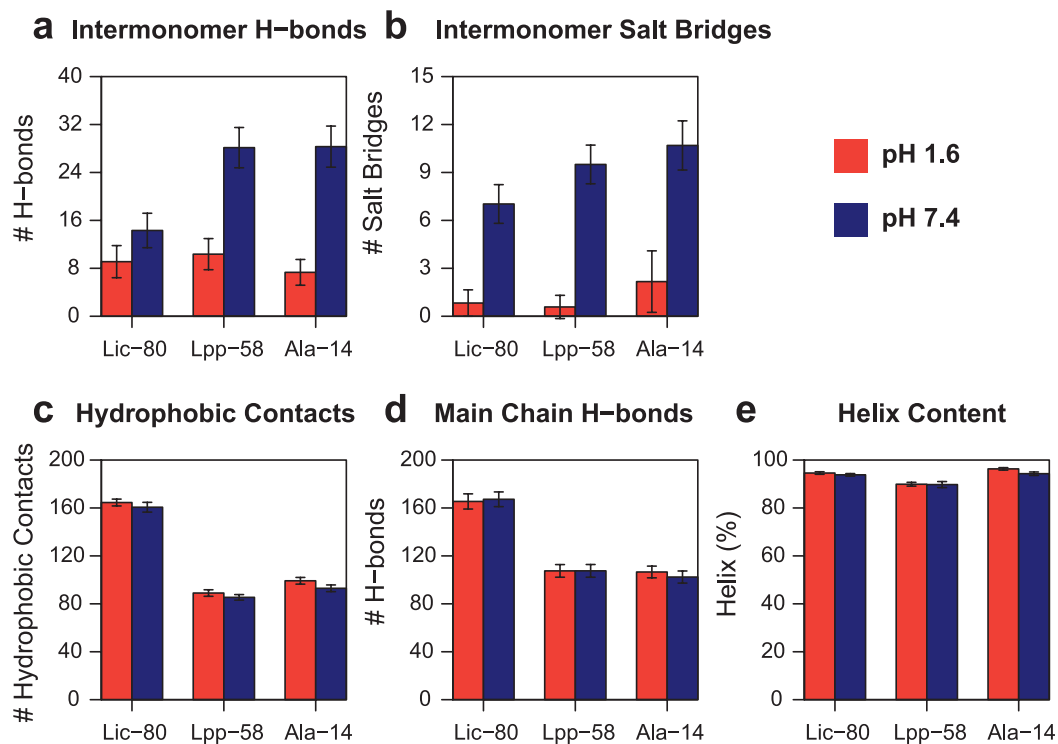 a Intermonomer H−bonds
# H−bonds
40
32
24
16
8
0
Lic−80 Lpp−58 Ala−14
b Intermonomer Salt Bridges
# Salt Bridges
15
12
9
6
3
0
Lic−80 Lpp−58 Ala−14
pH 1.6
pH 7.4
c Hydrophobic Contacts
# Hydrophobic Contacts
200
160
120
80
40
0
Lic−80 Lpp−58 Ala−14
d Main Chain H−bonds
# H−bonds
200
160
120
80
40
0
Lic−80 Lpp−58 Ala−14
e Helix Content
Helix (%)
100
80
60
40
20
0
Lic−80 Lpp−58 Ala−14